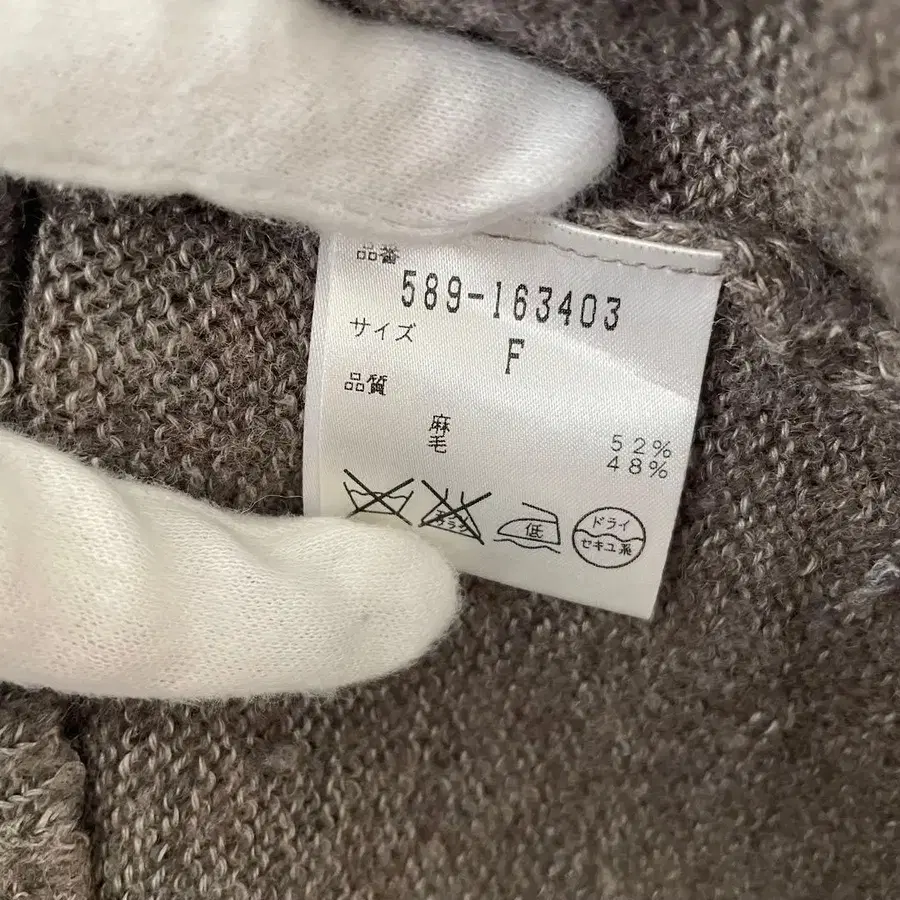 品番
589-163403
サイズ
F
品質
麻 52%
毛 48%
低
ドライ
セキユ系